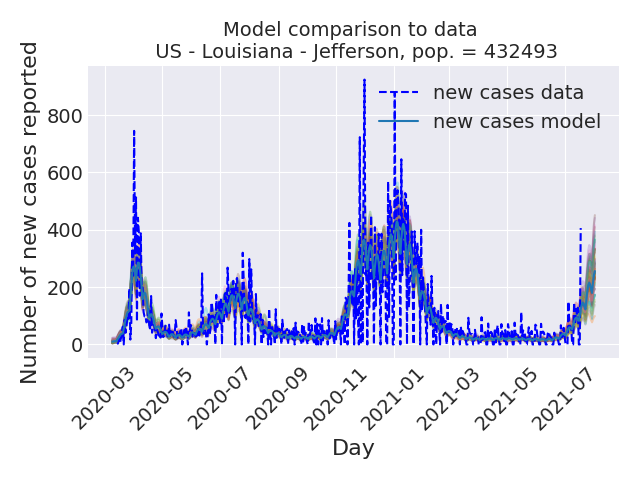 Model comparison to data
US - Louisiana - Jefferson, pop. = 432493
new cases data
new cases model
Number of new cases reported
800
600
400
200
0
2020-03
2020-05
2020-07
2020-09
2020-11
2021-01
2021-03
2021-05
2021-07
Day